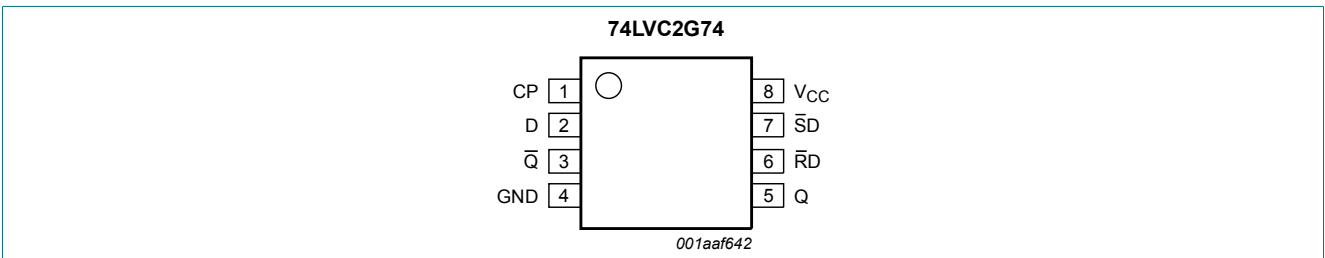 74LVC2G74
CP 1 8 VCC
D 2 7 S̅D
Q̅ 3 6 R̅D
GND 4 5 Q
001aaf642